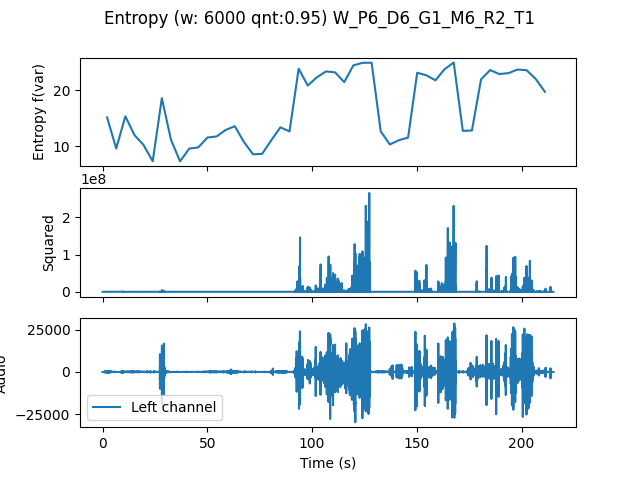 Entropy (w: 6000 qnt:0.95) W_P6_D6_G1_M6_R2_T1
Entropy f(var)
20
10
1e8
Squared
2
1
0
Audio
25000
0
−25000
Left channel
0
50
100
150
200
Time (s)